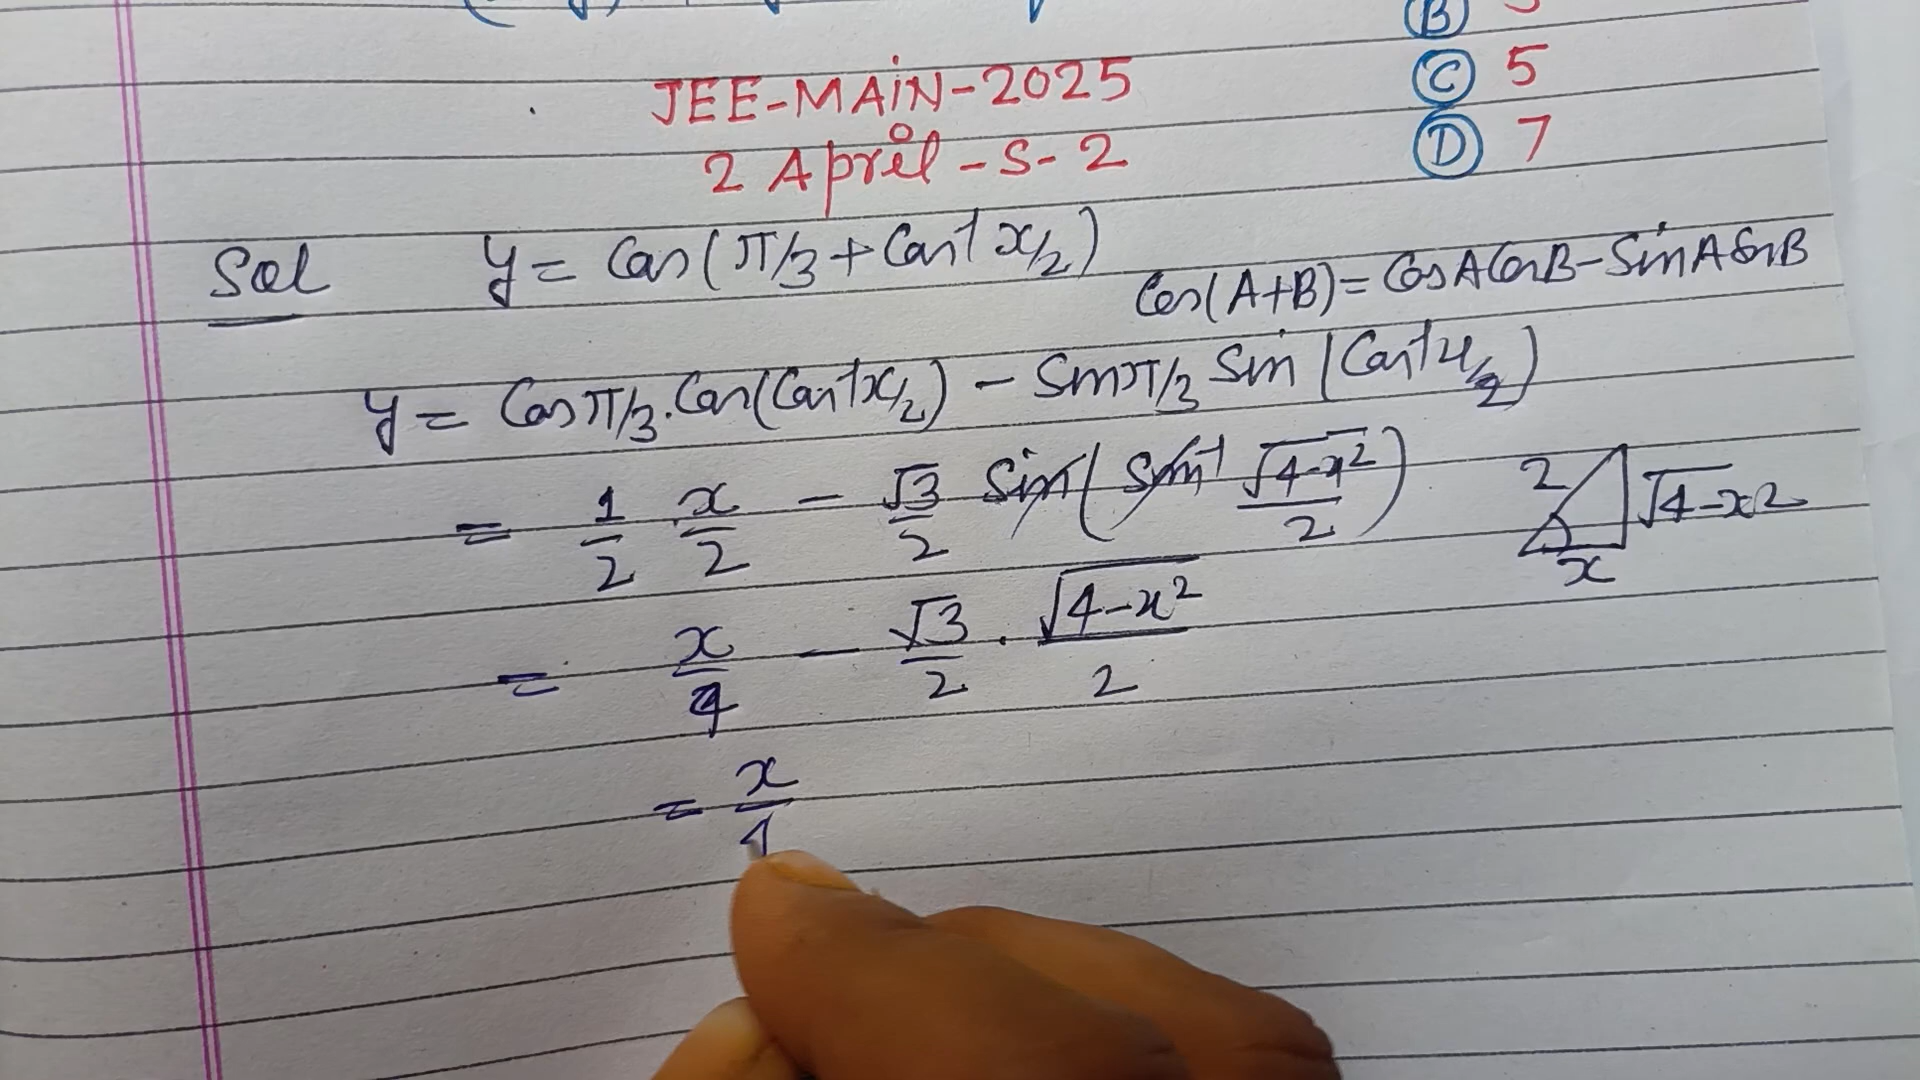 Ⓑ
JEE-MAIN-2025
Ⓒ 5
2 April - S- 2
Ⓓ 7
Sol y = Cos(π/3 + Cos⁻¹ x/2)
Cos(A+B) = CosACosB - SinASinB
y = Cosπ/3 . Cos(Cos⁻¹x/2) - Sinπ/3 Sin (Cos⁻¹x/2)
= 1/2 x/2 - √3/2 Sin(Sin⁻¹ √4-x²/2)
2 √4-x2
x
= x/4 - √3/2 . √4-x²/2
= x/4